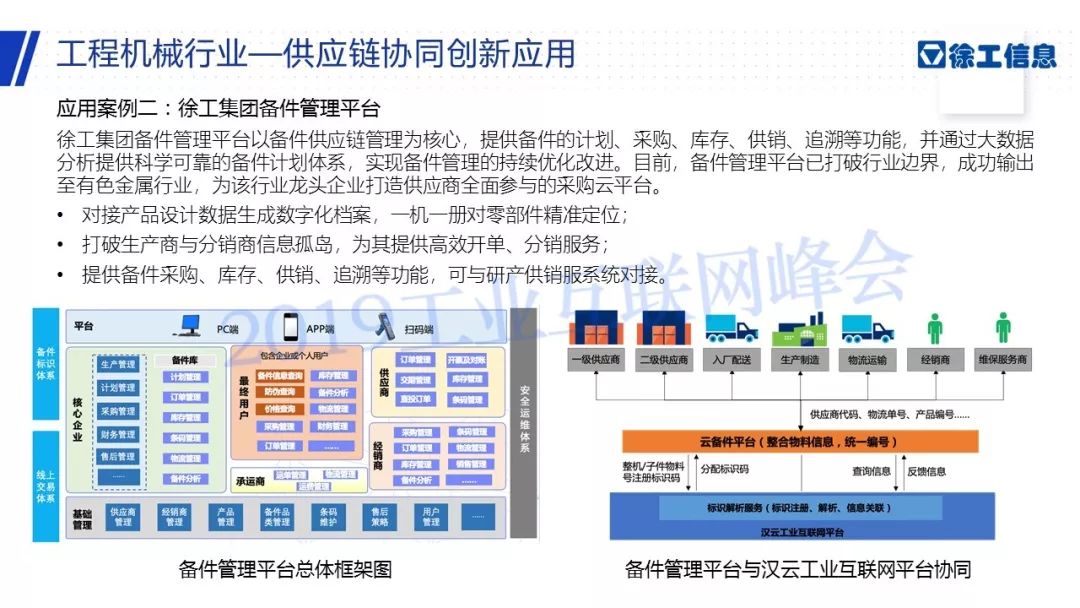 工程机械行业—供应链协同创新应用
徐工信息
应用案例二：徐工集团备件管理平台
徐工集团备件管理平台以备件供应链管理为核心，提供备件的计划、采购、库存、供销、追溯等功能，并通过大数据
分析提供科学可靠的备件计划体系，实现备件管理的持续优化改进。目前，备件管理平台已打破行业边界，成功输出
至有色金属行业，为该行业龙头企业打造供应商全面参与的采购云平台。
• 对接产品设计数据生成数字化档案，一机一册对零部件精准定位；
• 打破生产商与分销商信息孤岛，为其提供高效开单、分销服务；
• 提供备件采购、库存、供销、追溯等功能，可与研产供销服系统对接。
2019工业互联网峰会
备件
标识
体系
线上
交易
体系
平台
PC端
APP端
扫码端
核心企业
生产管理
计划管理
采购管理
财务管理
售后管理
......
备件库
计划管理
订单管理
库存管理
条码管理
物流管理
备件分析
最终用户
包含企业或个人用户
备件信息查询 库存管理
防伪查询 备件分析
价格查询 物流管理
采购管理 财务管理
订单管理 ......
承运商
运单管理 物流管理
运费管理
供应商
订单管理 开票及对账
交期管理 库存管理
直投订单 条码管理
经销商
采购管理 条码管理
订单管理 物流管理
库存管理 销售管理
备件分析 ......
基础
管理
供应商
管理
经销商
管理
产品
管理
备件品
类管理
条码
维护
售后
策略
用户
管理
......
安全运维体系
备件管理平台总体框架图
一级供应商
二级供应商
入厂配送
生产制造
物流运输
经销商
维保服务商
供应商代码、物流单号、产品编号......
云备件平台（整合物料信息，统一编号）
整机/子件物料
号注册标识码
分配标识码
查询信息
反馈信息
标识解析服务（标识注册、解析、信息关联）
汉云工业互联网平台
备件管理平台与汉云工业互联网平台协同